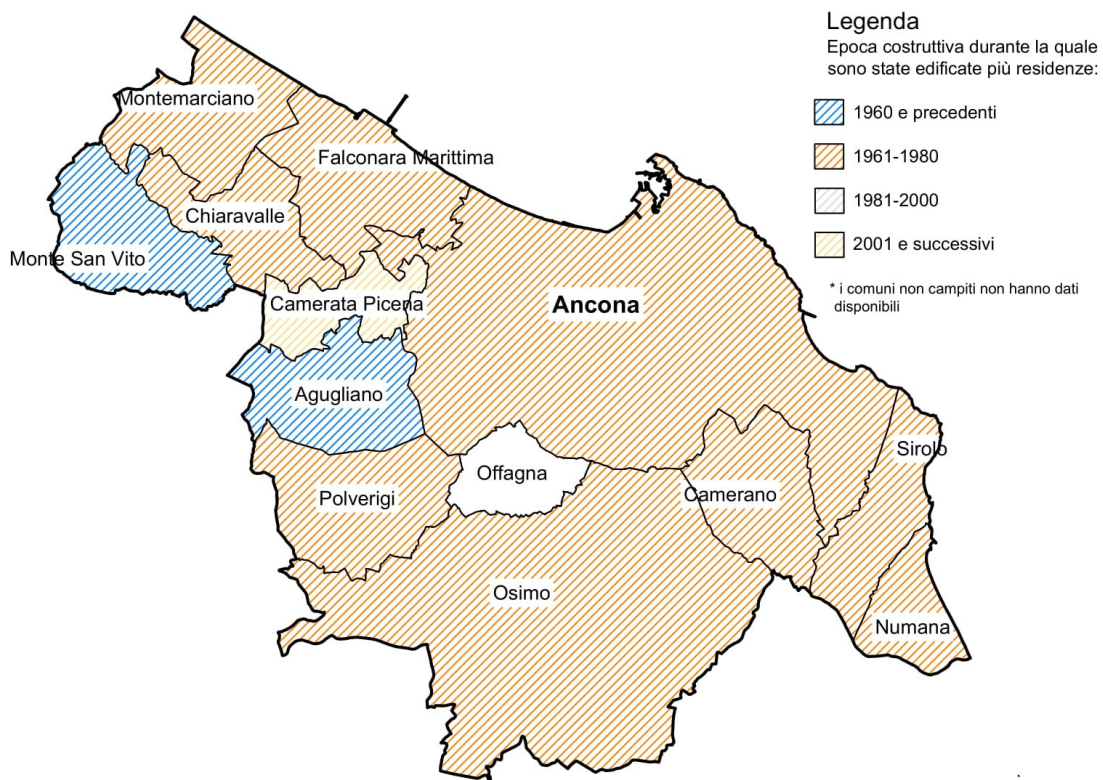 Legenda
Epoca costruttiva durante la quale
sono state edificate più residenze:
1960 e precedenti
1961-1980
1981-2000
2001 e successivi
* i comuni non campiti non hanno dati
disponibili
Montemarciano
Falconara Marittima
Chiaravalle
Monte San Vito
Camerata Picena
Ancona
Agugliano
Sirolo
Offagna
Polverigi
Camerano
Osimo
Numana